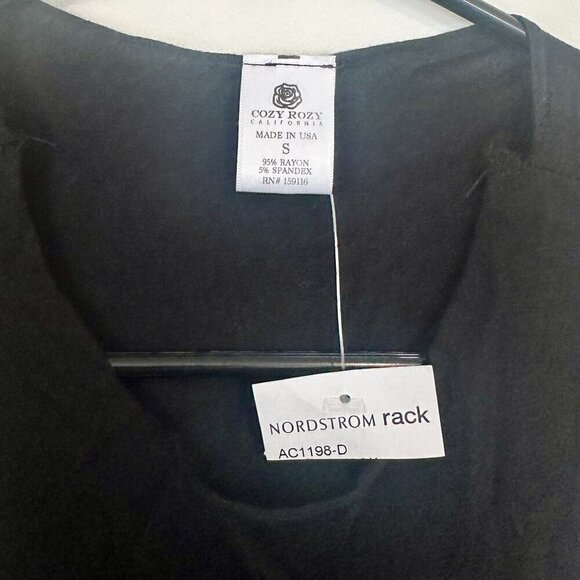 COZY ROZY
CALIFORNIA
MADE IN USA
S
95% RAYON
5% SPANDEX
RN# 159116
NORDSTROM rack
AC1198-D